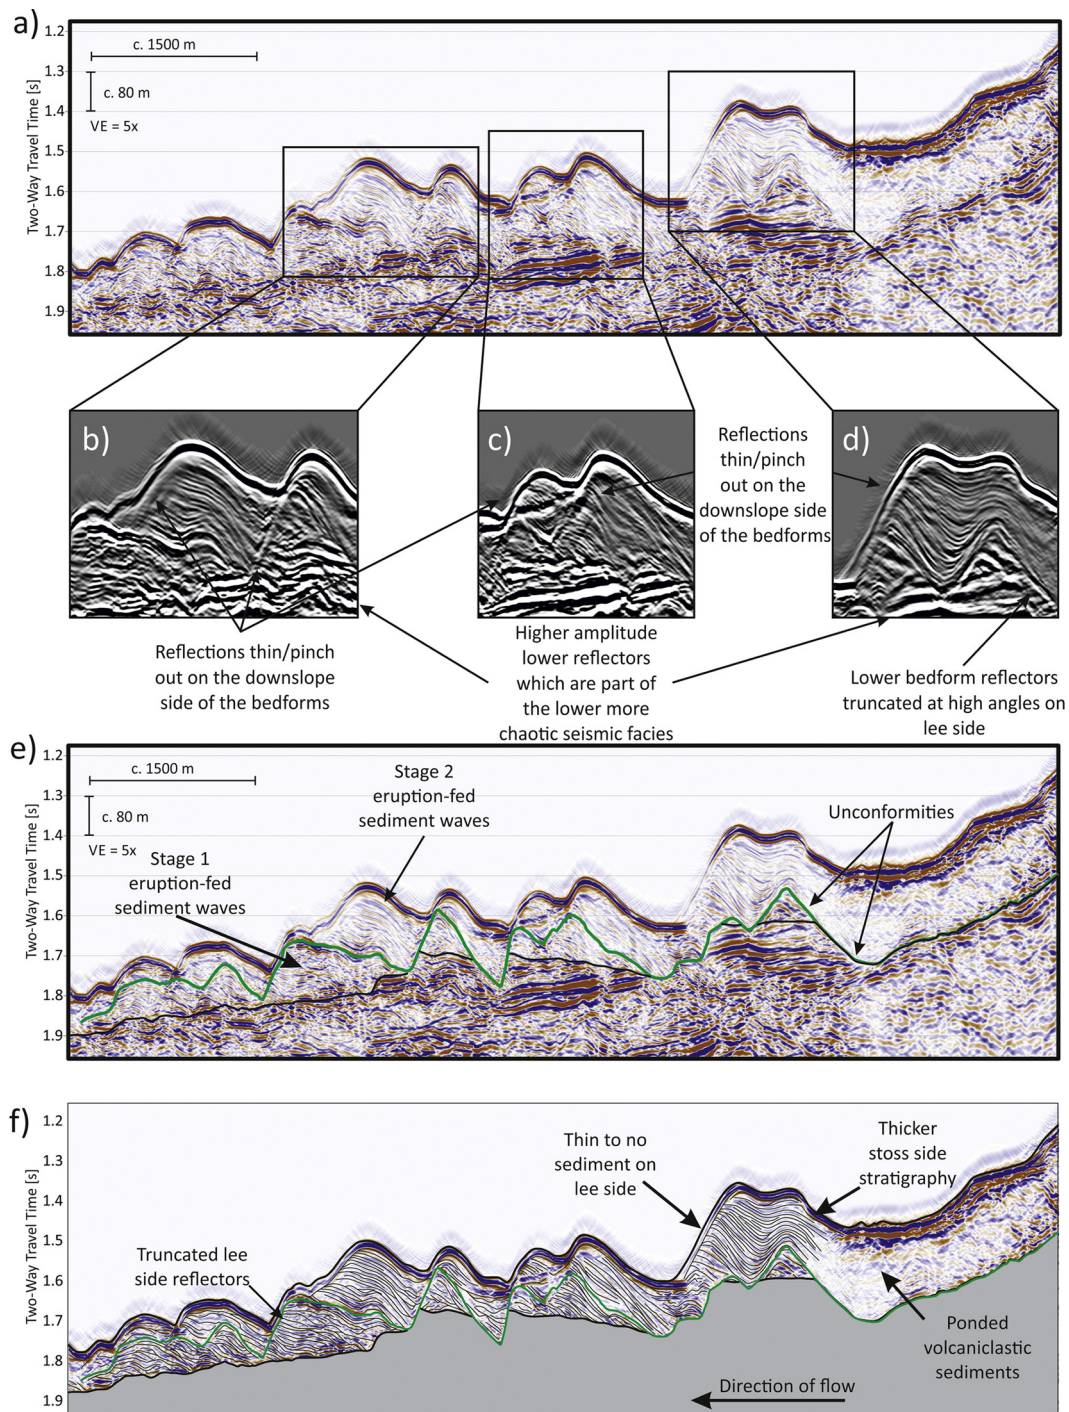 a)
1.2
c. 1500 m
1.3
c. 80 m
1.4
VE = 5x
1.5
1.6
1.7
1.8
1.9
Two-Way Travel Time [s]
b)
c)
Reflections
thin/pinch
out on the
downslope side
of the bedforms
d)
Reflections thin/pinch
out on the downslope
side of the bedforms
Higher amplitude
lower reflectors
which are part of
the lower more
chaotic seismic facies
Lower bedform reflectors
truncated at high angles on
lee side
e)
1.2
c. 1500 m
1.3
c. 80 m
1.4
VE = 5x
1.5
1.6
1.7
1.8
1.9
Two-Way Travel Time [s]
Stage 2
eruption-fed
sediment waves
Unconformities
Stage 1
eruption-fed
sediment waves
f)
1.2
1.3
1.4
1.5
1.6
1.7
1.8
1.9
Two-Way Travel Time [s]
Thin to no
sediment on
lee side
Thicker
stoss side
stratigraphy
Truncated lee
side reflectors
Ponded
volcaniclastic
sediments
Direction of flow